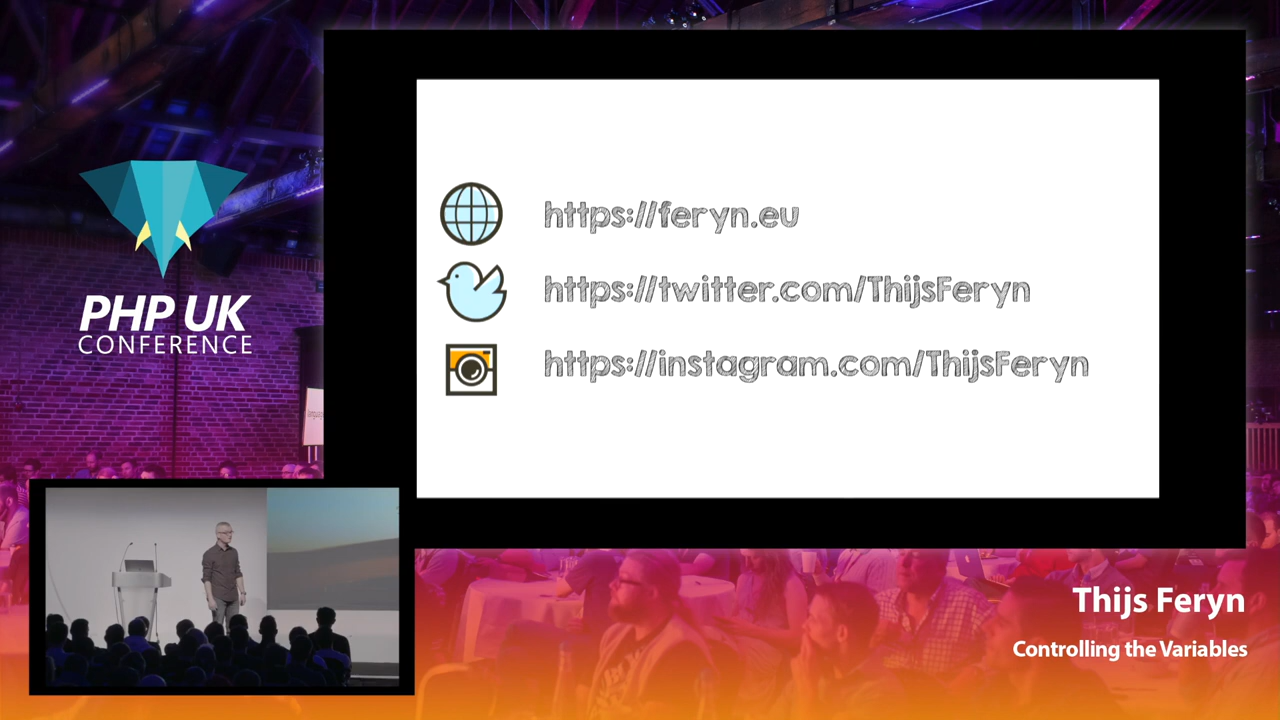 https://feryn.eu
https://twitter.com/ThijsFeryn
https://instagram.com/ThijsFeryn
PHP UK
CONFERENCE
Thijs Feryn
Controlling the Variables